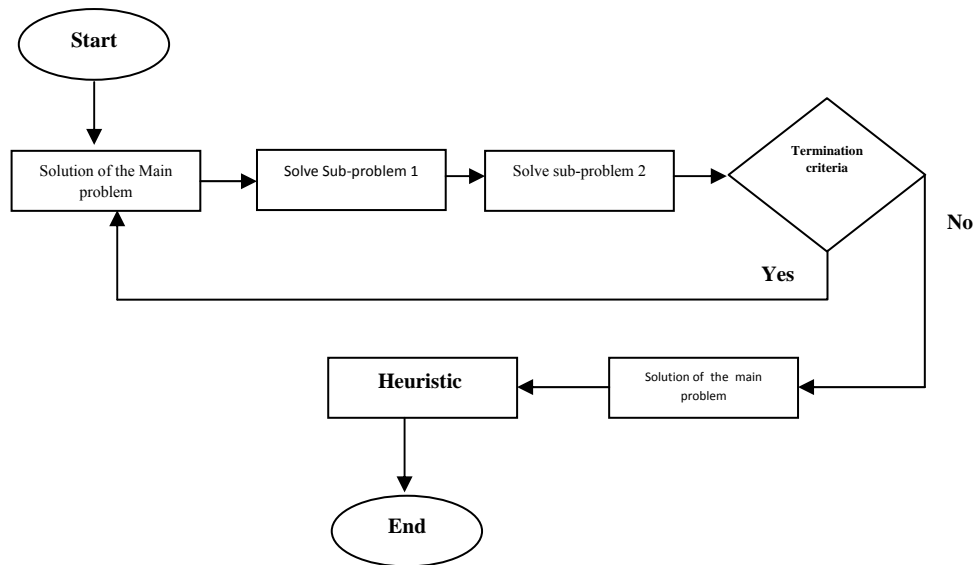 Start
Solution of the Main
problem
Solve Sub-problem 1
Solve sub-problem 2
Termination
criteria
No
Yes
Heuristic
Solution of the main
problem
End